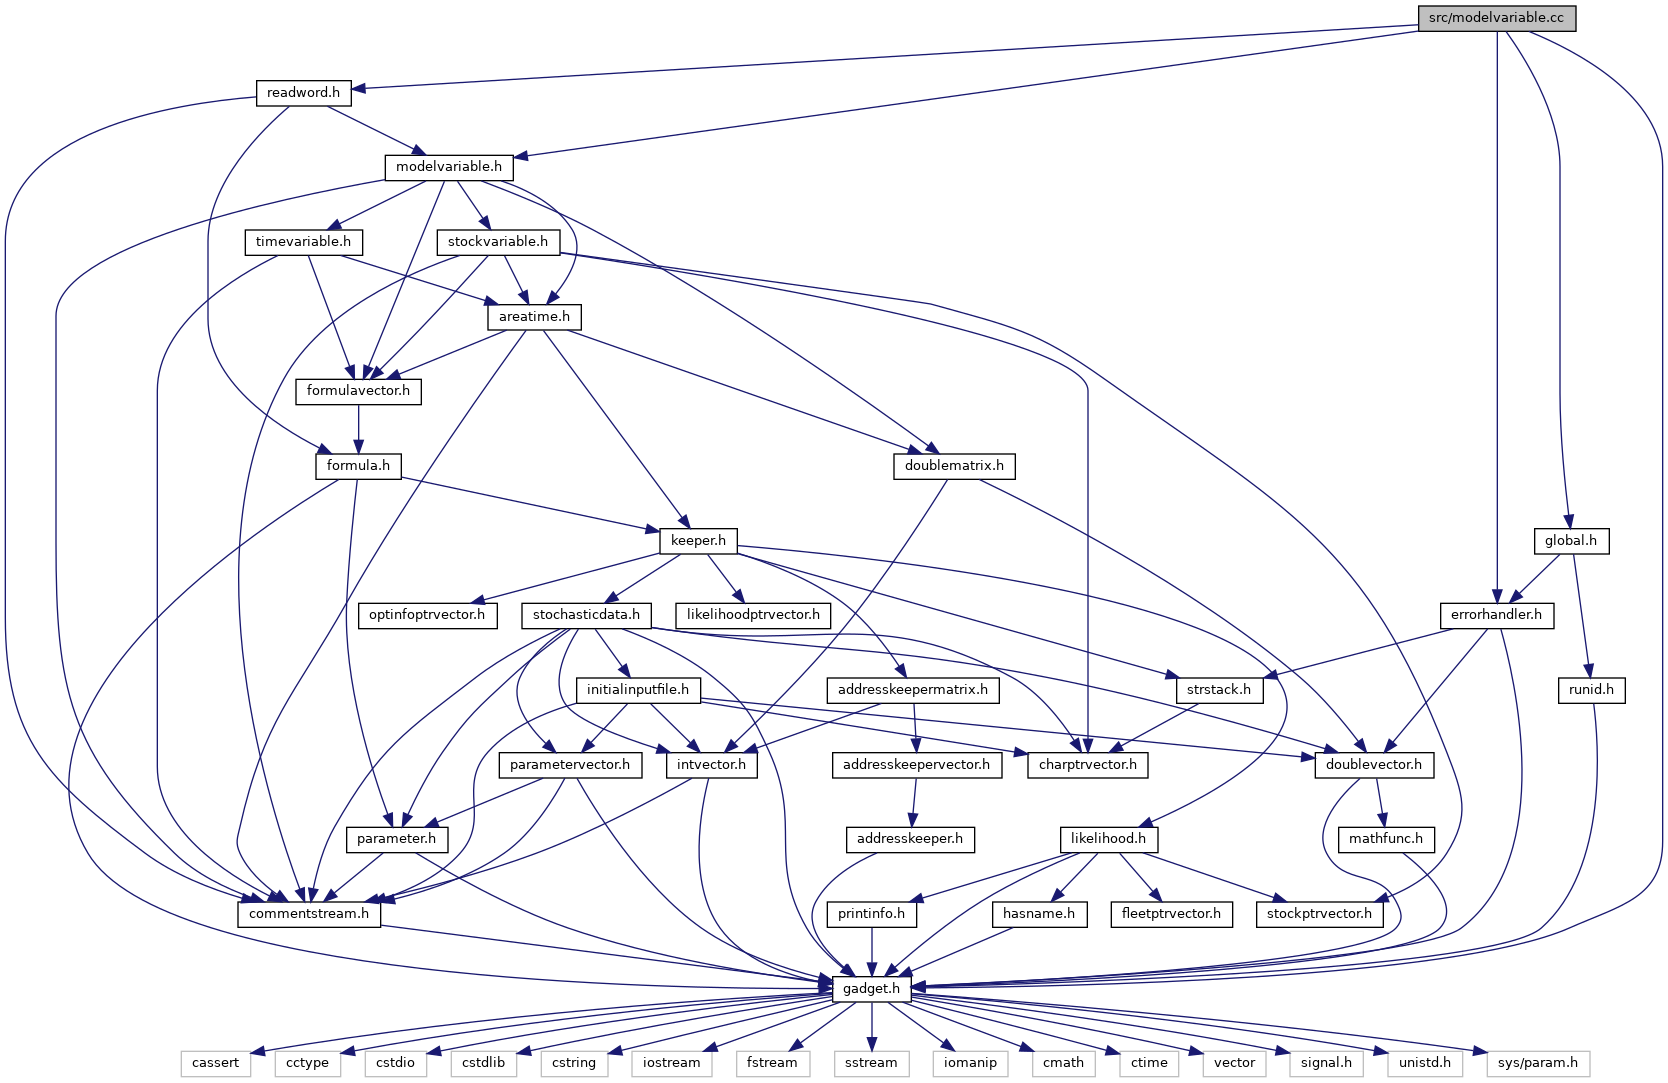 src/modelvariable.cc
readword.h
modelvariable.h
timevariable.h
stockvariable.h
areatime.h
formulavector.h
formula.h
doublematrix.h
keeper.h
global.h
optinfoptrvector.h
stochasticdata.h
likelihoodptrvector.h
errorhandler.h
initialinputfile.h
addresskeepermatrix.h
strstack.h
runid.h
parametervector.h
intvector.h
addresskeepervector.h
charptrvector.h
doublevector.h
parameter.h
addresskeeper.h
likelihood.h
mathfunc.h
commentstream.h
printinfo.h
hasname.h
fleetptrvector.h
stockptrvector.h
gadget.h
cassert
cctype
cstdio
cstdlib
cstring
iostream
fstream
sstream
iomanip
cmath
ctime
vector
signal.h
unistd.h
sys/param.h